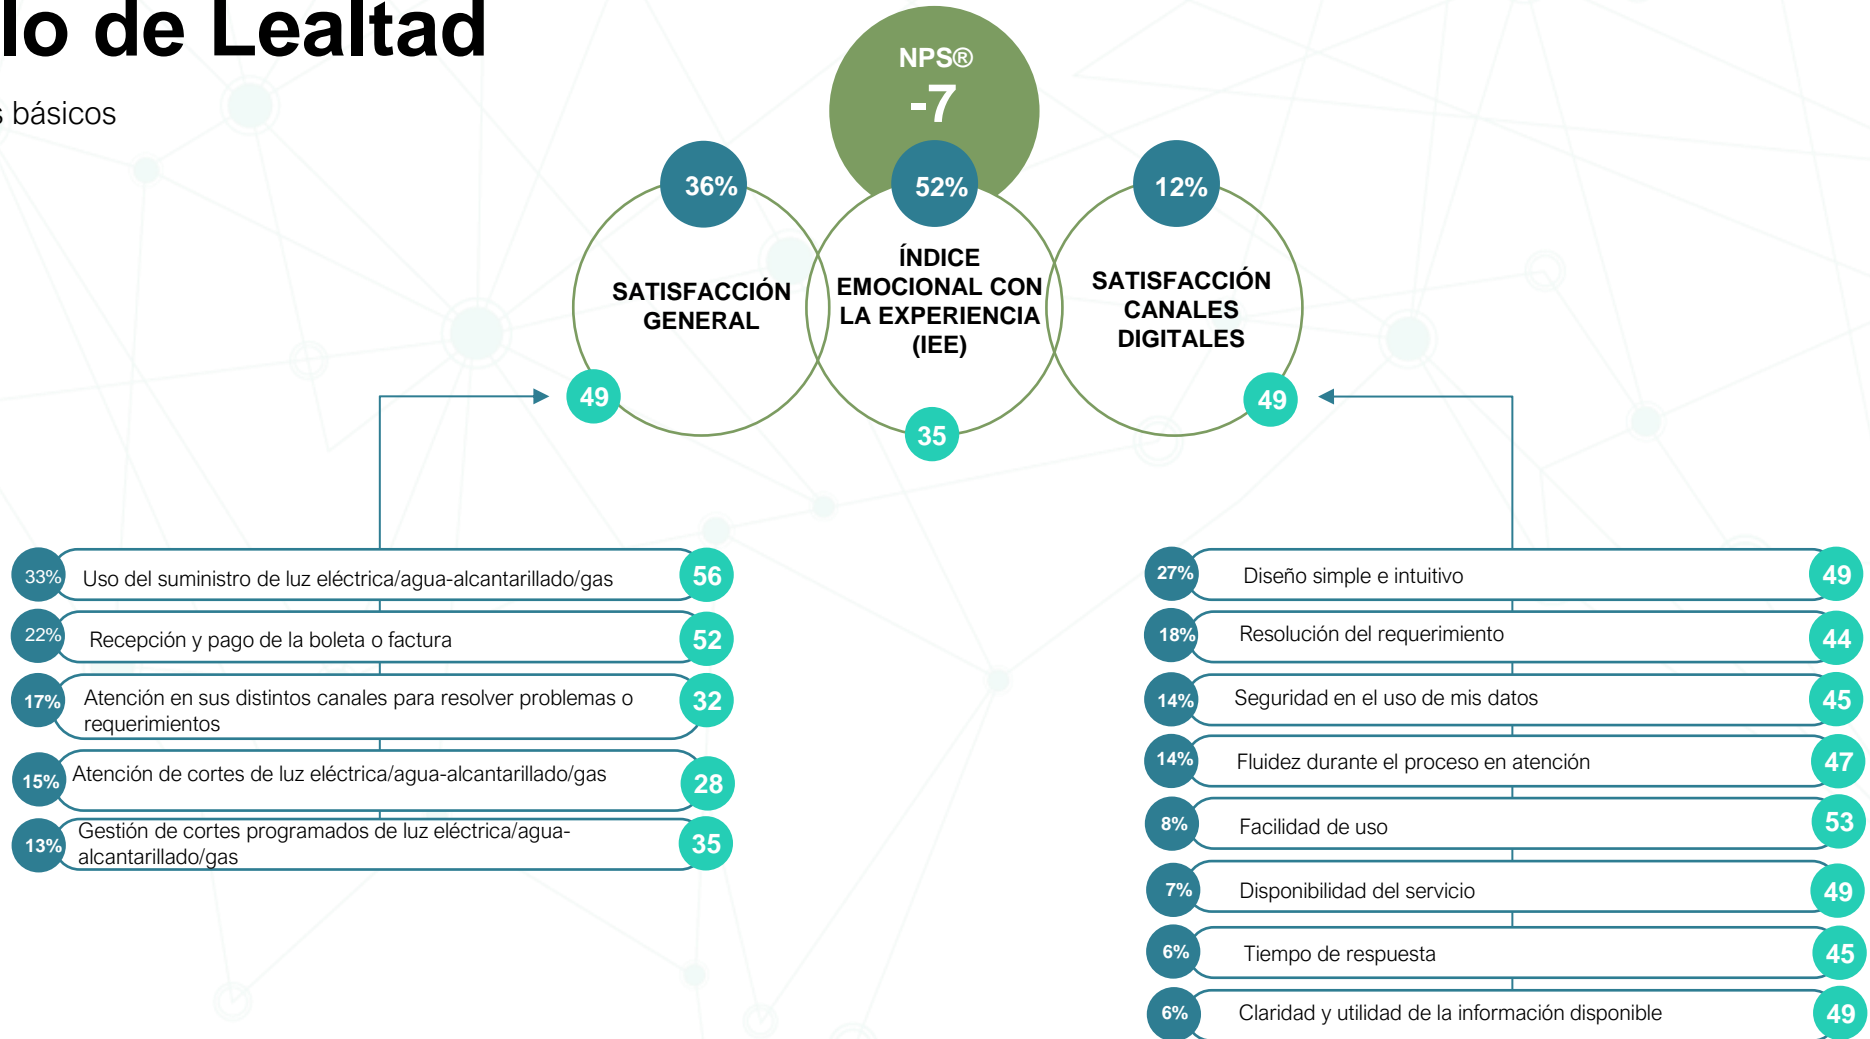 lo de Lealtad
s básicos
NPS®
-7
36%
52%
12%
SATISFACCIÓN
GENERAL
ÍNDICE
EMOCIONAL CON
LA EXPERIENCIA
(IEE)
SATISFACCIÓN
CANALES
DIGITALES
49
35
49
33% Uso del suministro de luz eléctrica/agua-alcantarillado/gas 56
22% Recepción y pago de la boleta o factura 52
17% Atención en sus distintos canales para resolver problemas o
requerimientos 32
15% Atención de cortes de luz eléctrica/agua-alcantarillado/gas 28
13% Gestión de cortes programados de luz eléctrica/agua-
alcantarillado/gas 35
27% Diseño simple e intuitivo 49
18% Resolución del requerimiento 44
14% Seguridad en el uso de mis datos 45
14% Fluidez durante el proceso en atención 47
8% Facilidad de uso 53
7% Disponibilidad del servicio 49
6% Tiempo de respuesta 45
6% Claridad y utilidad de la información disponible 49